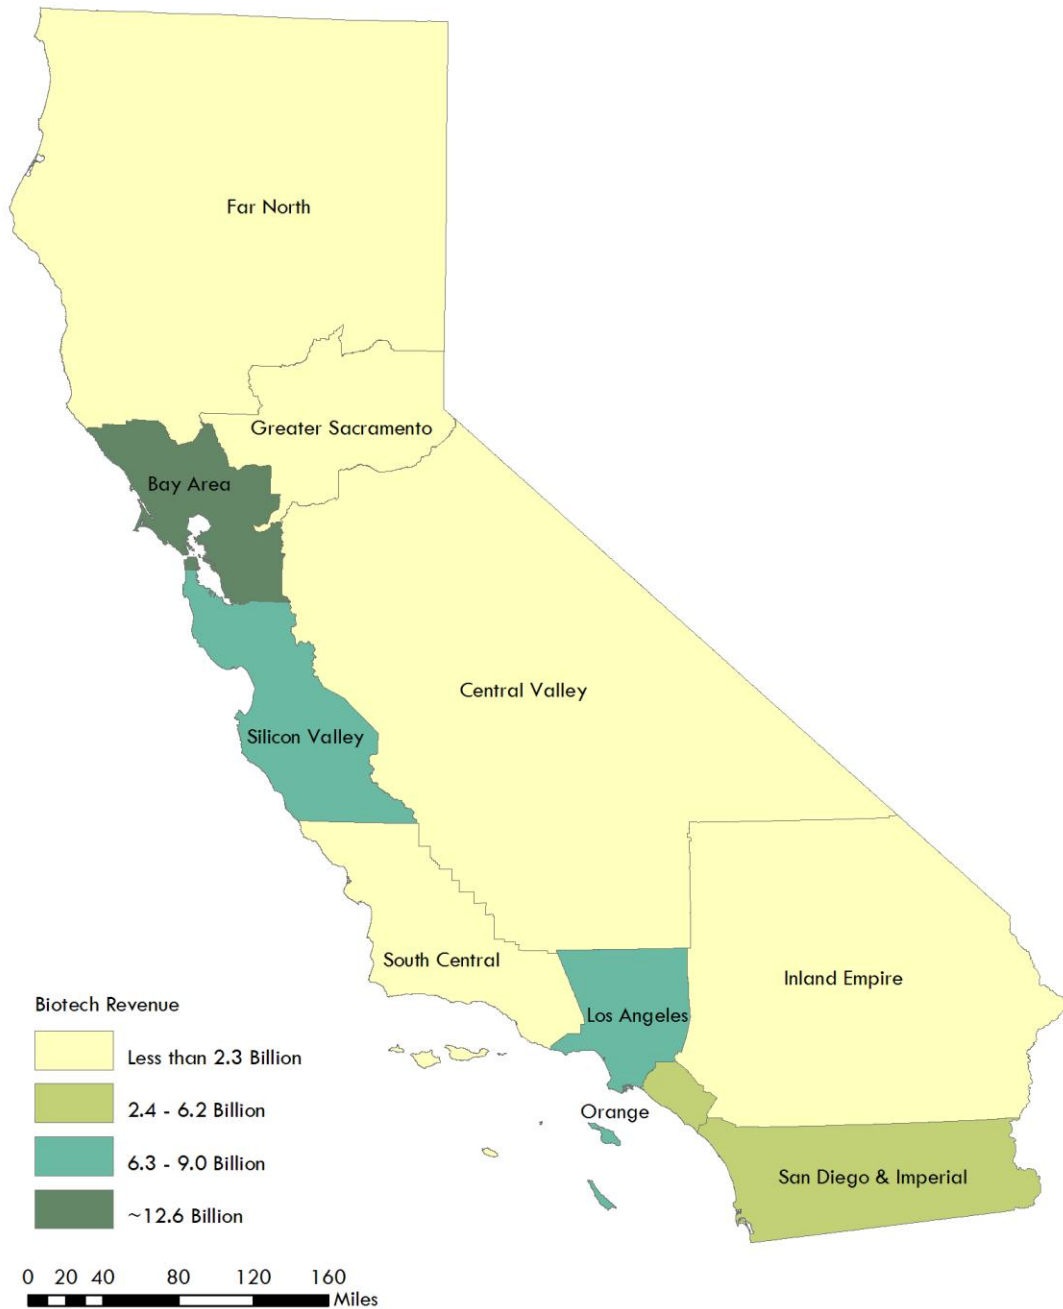 Far North
Greater Sacramento
Bay Area
Central Valley
Silicon Valley
South Central
Inland Empire
Los Angeles
Orange
San Diego & Imperial
Biotech Revenue
Less than 2.3 Billion
2.4 - 6.2 Billion
6.3 - 9.0 Billion
~12.6 Billion
0 20 40 80 120 160
Miles